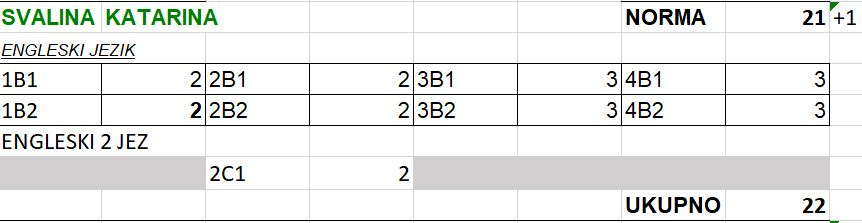 SVALINA KATARINA NORMA 21 +1
ENGLESKI JEZIK
1B1 2 2B1 2 3B1 3 4B1 3
1B2 2 2B2 2 3B2 3 4B2 3
ENGLESKI 2 JEZ
2C1 2
UKUPNO 22